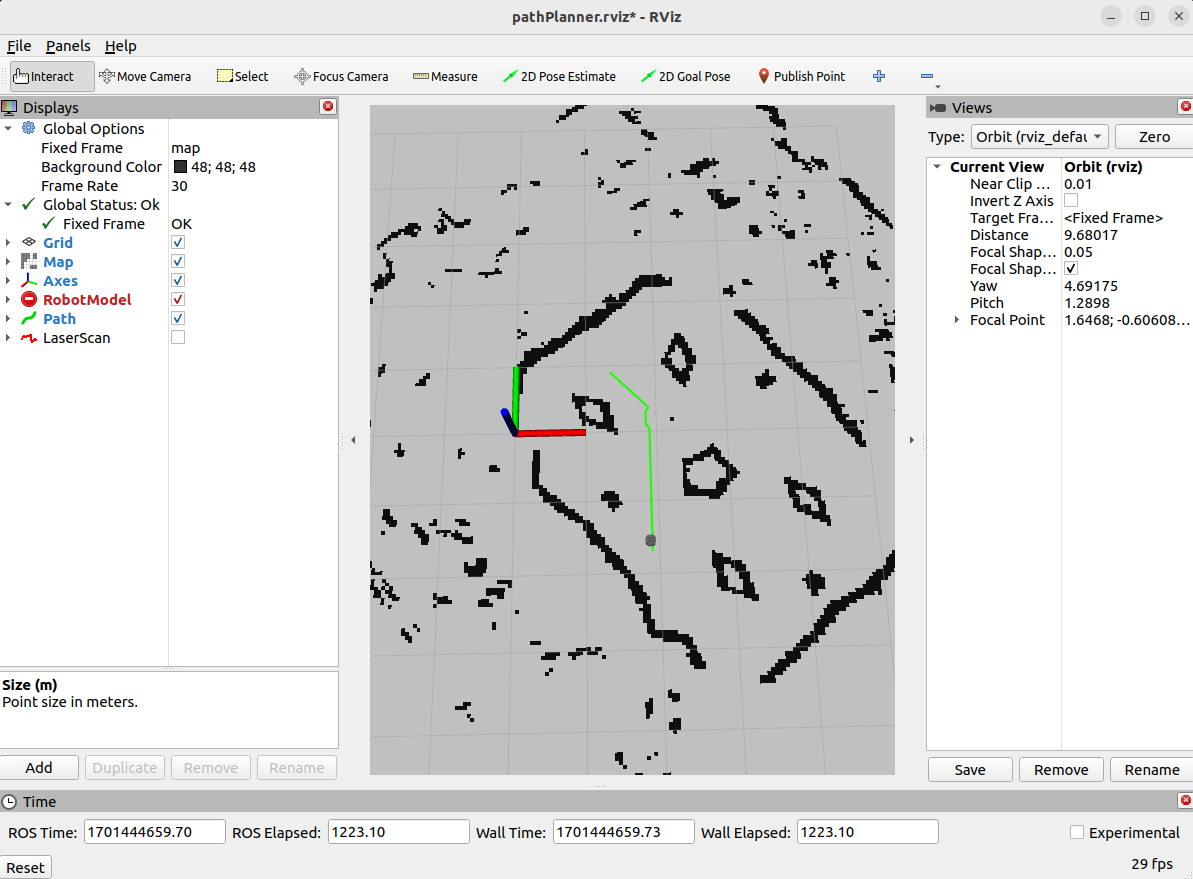 pathPlanner.rviz* - RViz
File Panels Help
Interact Move Camera Select Focus Camera Measure 2D Pose Estimate 2D Goal Pose Publish Point
Displays
Global Options
Fixed Frame map
Background Color 48; 48; 48
Frame Rate 30
Global Status: Ok
Fixed Frame OK
Grid
Map
Axes
RobotModel
Path
LaserScan
Size (m)
Point size in meters.
Add Duplicate Remove Rename
Views
Type: Orbit (rviz_defau Zero
Current View Orbit (rviz)
Near Clip ... 0.01
Invert Z Axis
Target Fra... <Fixed Frame>
Distance 9.68017
Focal Shap... 0.05
Focal Shap...
Yaw 4.69175
Pitch 1.2898
Focal Point 1.6468; -0.60608...
Save Remove Rename
Time
ROS Time: 1701444659.70 ROS Elapsed: 1223.10 Wall Time: 1701444659.73 Wall Elapsed: 1223.10 Experimental
Reset 29 fps